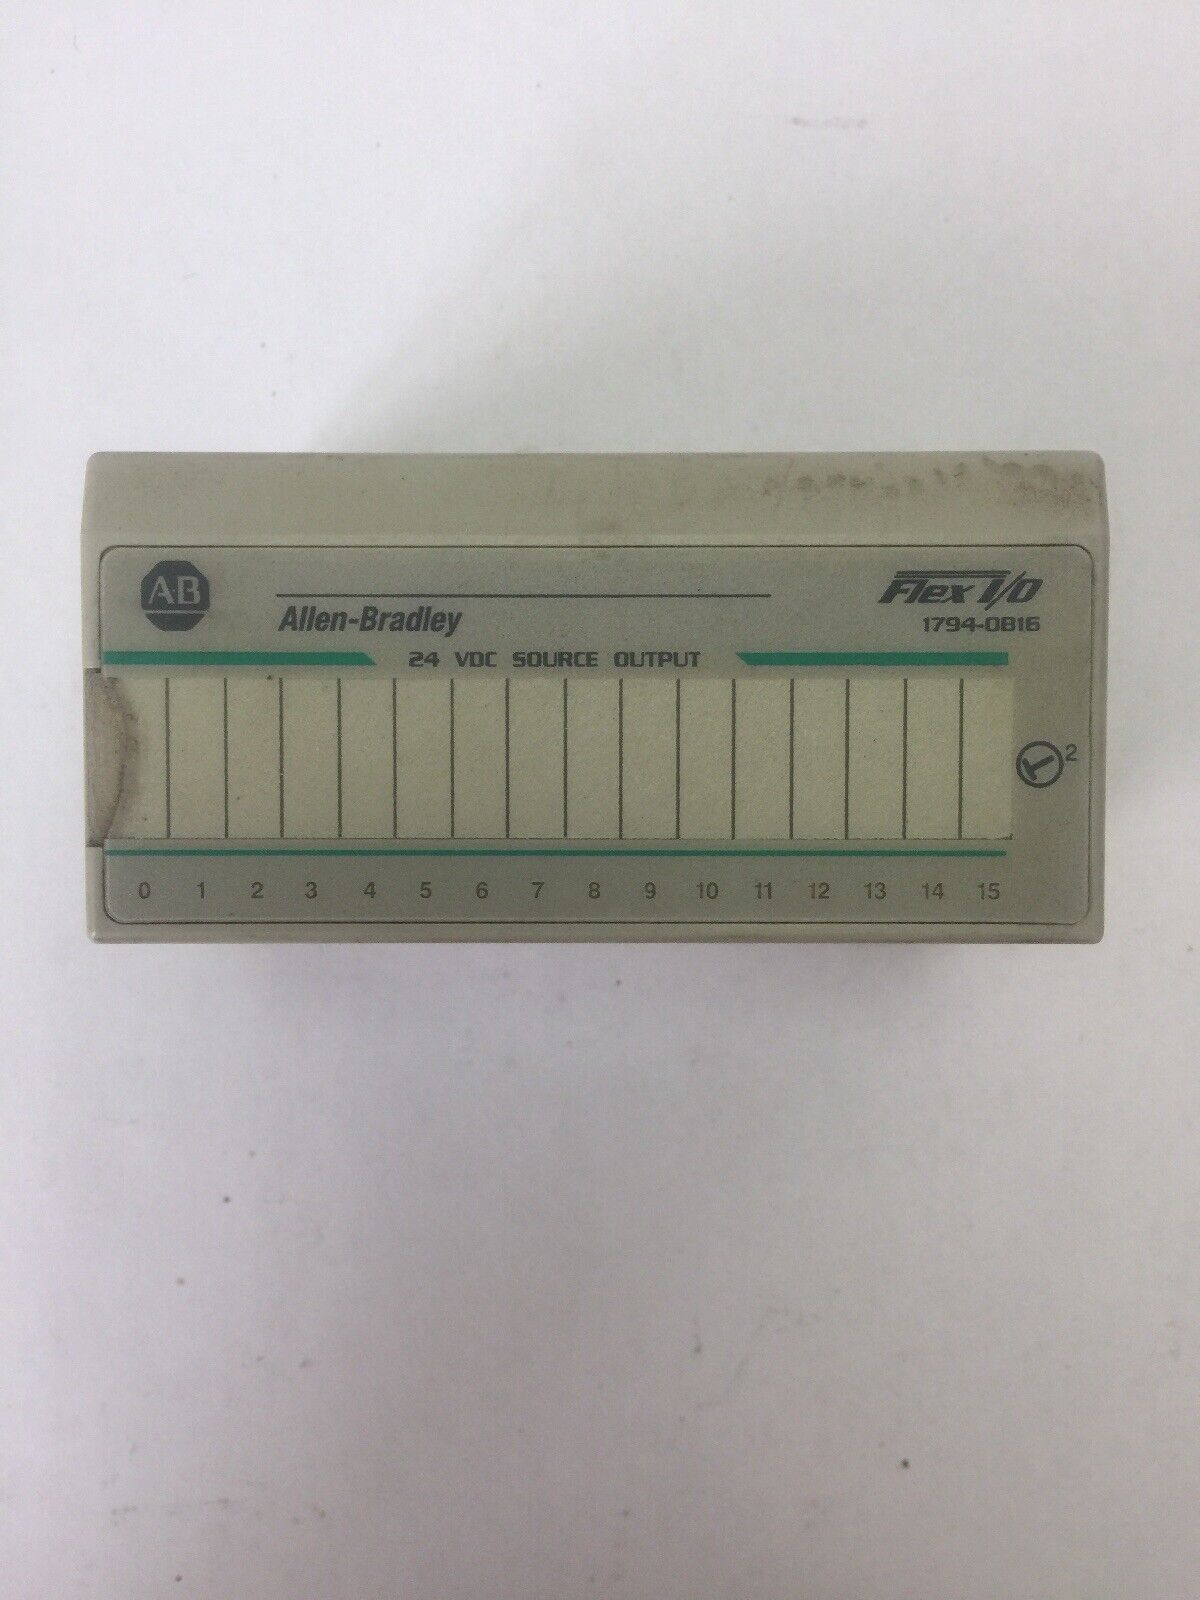 AB
Allen-Bradley
Flex I/O
1794-OB16
24 VDC SOURCE OUTPUT
2
0 1 2 3 4 5 6 7 8 9 10 11 12 13 14 15